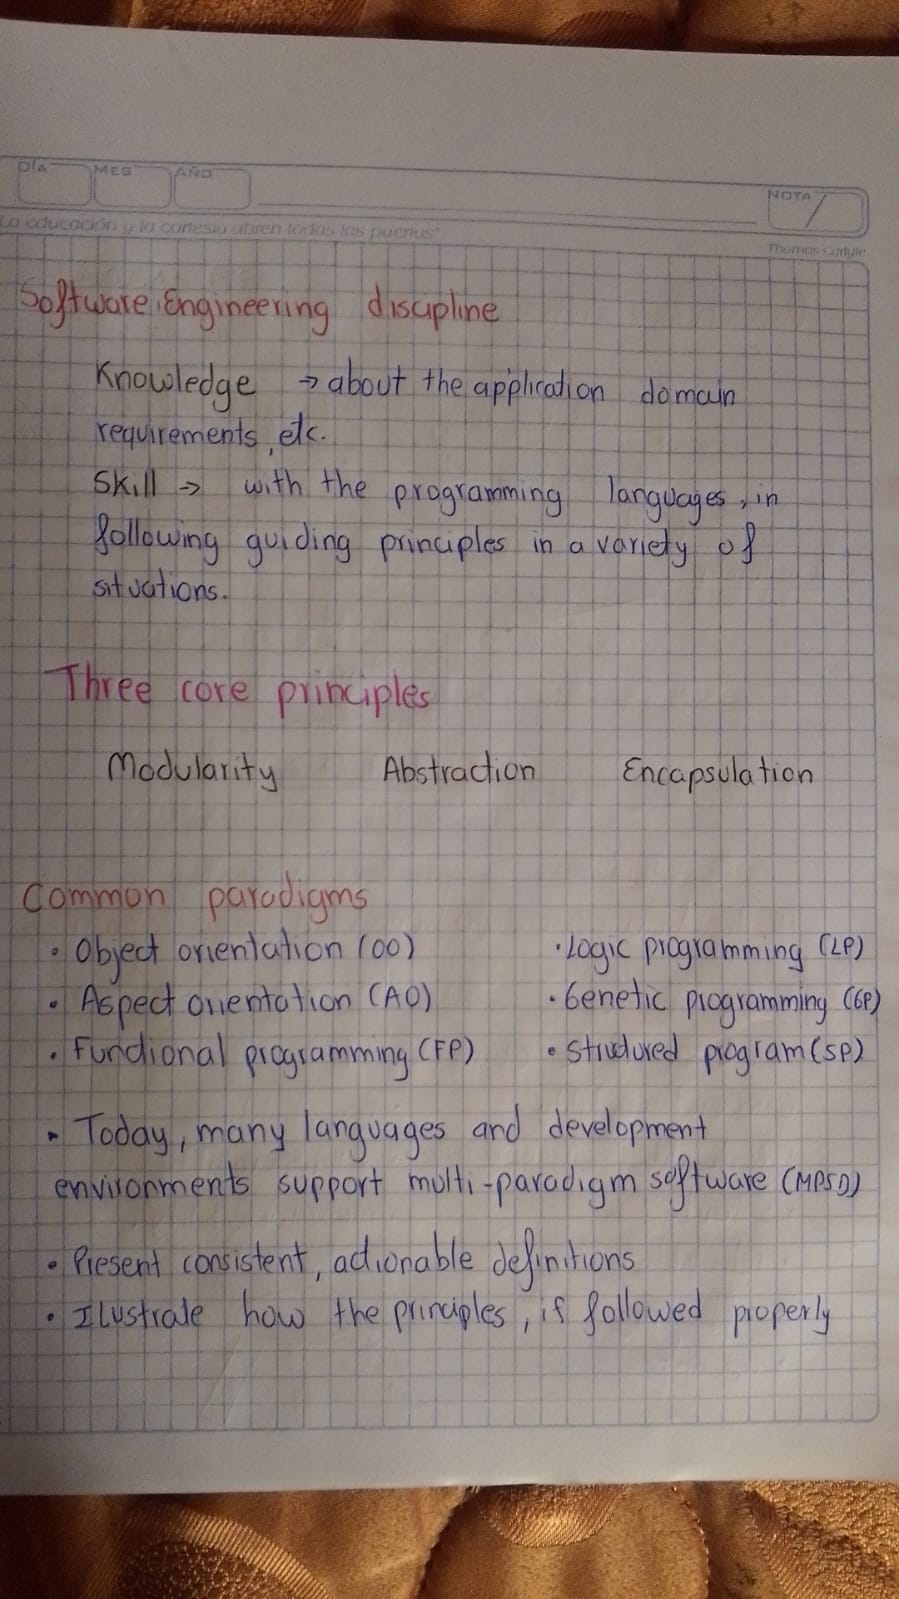 DÍA MES AÑO
NOTA
"La educación y la cortesía abren todas las puertas"
Thomas Carlyle
Software Engineering discipline
Knowledge → about the application domain
requirements, etc.
Skill → with the programming languages, in
following guiding principles in a variety of
situations.
Three core principles
Modularity Abstraction Encapsulation
Common paradigms
• Object orientation (OO) • Logic programming (LP)
• Aspect orientation (AO) • Genetic programming (GP)
• Functional programming (FP) • Structured program (SP)
• Today, many languages and development
environments support multi-paradigm software (MPSD)
• Present consistent, actionable definitions
• Ilustrate how the principles, if followed properly